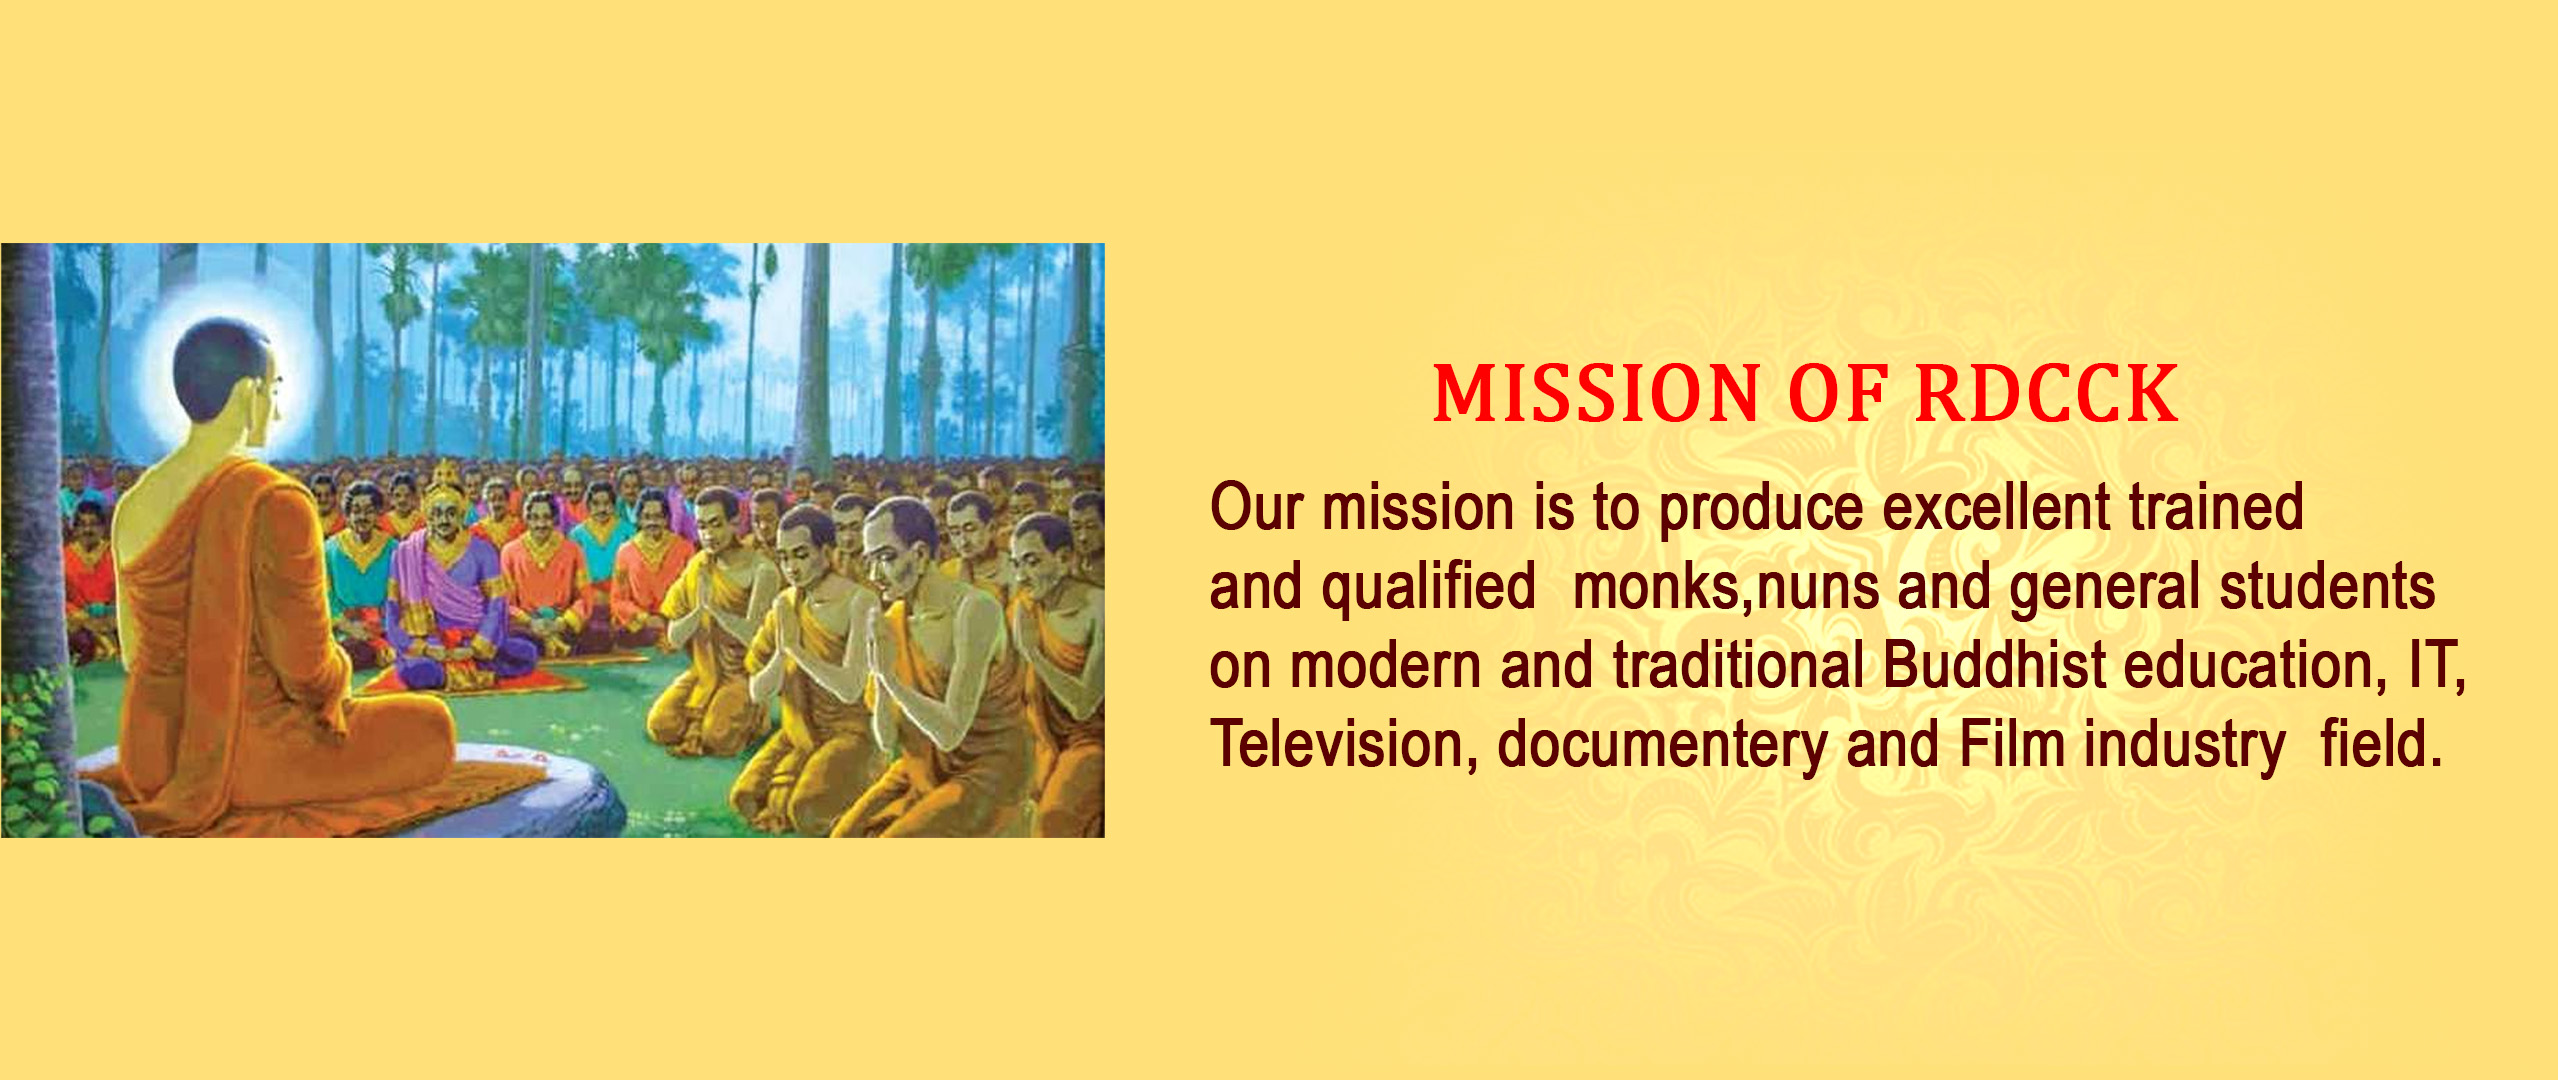 MISSION OF RDCCK
Our mission is to produce excellent trained
and qualified  monks,nuns and general students
on modern and traditional Buddhist education, IT,
Television, documentery and Film industry  field.